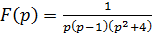 F(p) = 1 / (p(p−1)(p²+4))